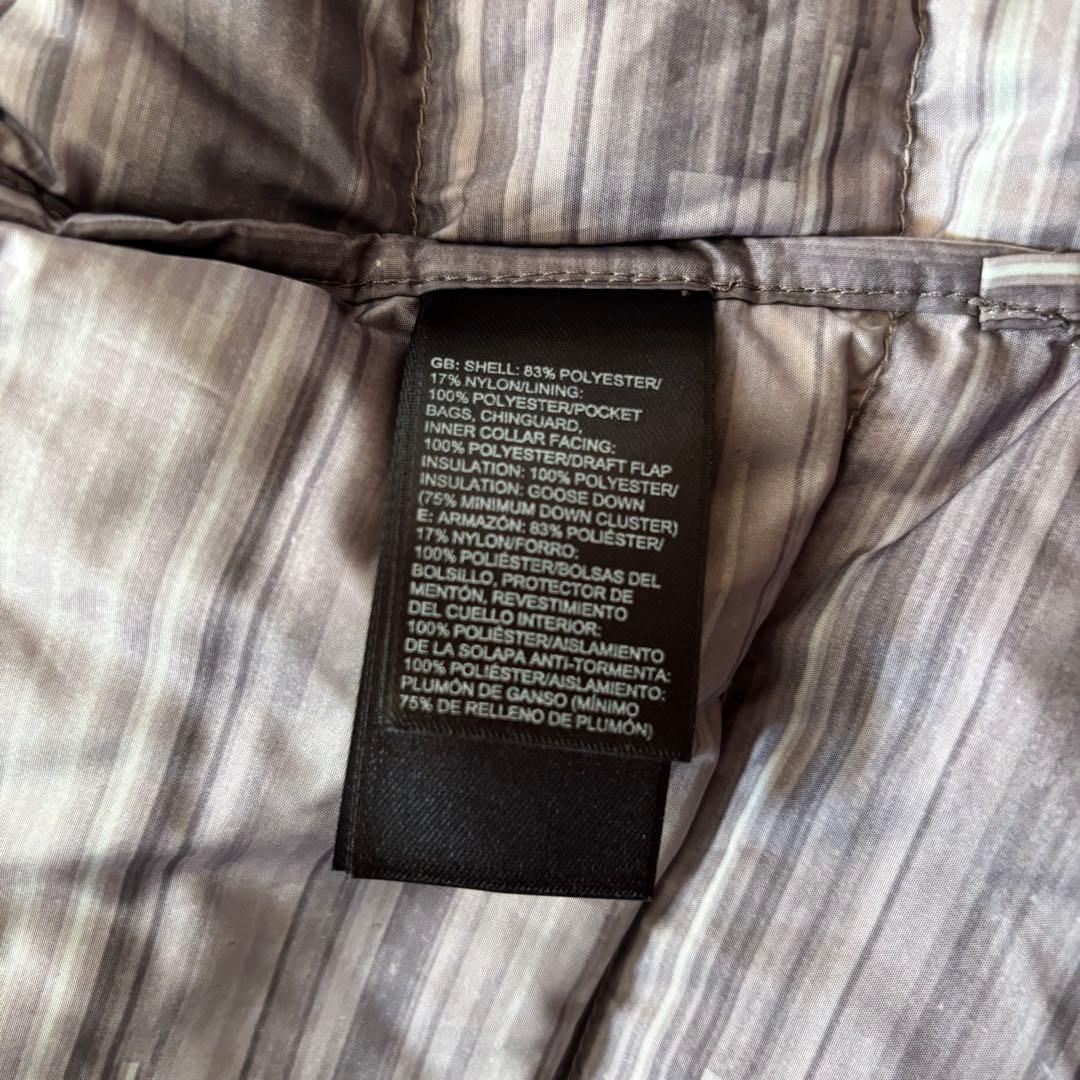 GB: SHELL: 83% POLYESTER/
17% NYLON/LINING:
100% POLYESTER/POCKET
BAGS, CHINGUARD,
INNER COLLAR FACING:
100% POLYESTER/DRAFT FLAP
INSULATION: 100% POLYESTER/
INSULATION: GOOSE DOWN
(75% MINIMUM DOWN CLUSTER)
E: ARMAZÓN: 83% POLIÉSTER/
17% NYLON/FORRO:
100% POLIÉSTER/BOLSAS DEL
BOLSILLO, PROTECTOR DE
MENTÓN, REVESTIMIENTO
DEL CUELLO INTERIOR:
100% POLIÉSTER/AISLAMIENTO
DE LA SOLAPA ANTI-TORMENTA:
100% POLIÉSTER/AISLAMIENTO:
PLUMÓN DE GANSO (MÍNIMO
75% DE RELLENO DE PLUMÓN)